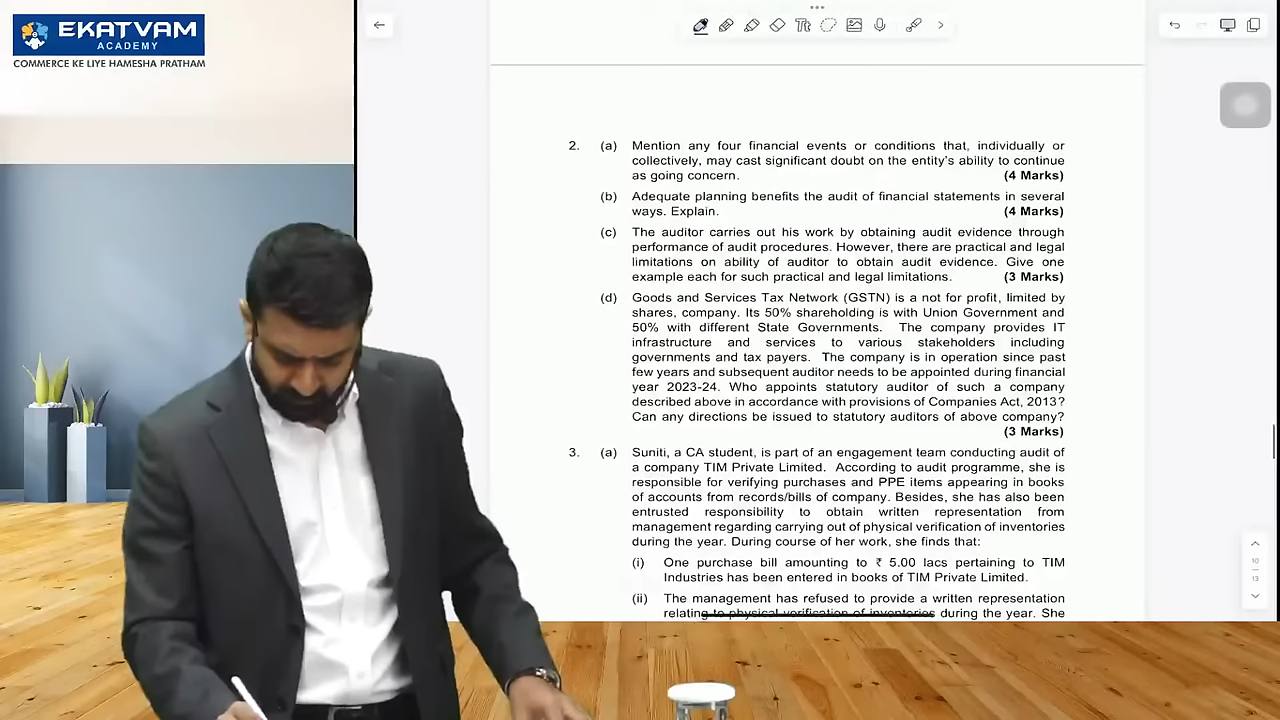 EKATVAM
ACADEMY
COMMERCE KE LIYE HAMESHA PRATHAM
2. (a) Mention any four financial events or conditions that, individually or
collectively, may cast significant doubt on the entity's ability to continue
as going concern. (4 Marks)
(b) Adequate planning benefits the audit of financial statements in several
ways. Explain. (4 Marks)
(c) The auditor carries out his work by obtaining audit evidence through
performance of audit procedures. However, there are practical and legal
limitations on ability of auditor to obtain audit evidence. Give one
example each for such practical and legal limitations. (3 Marks)
(d) Goods and Services Tax Network (GSTN) is a not for profit, limited by
shares, company. Its 50% shareholding is with Union Government and
50% with different State Governments. The company provides IT
infrastructure and services to various stakeholders including
governments and tax payers. The company is in operation since past
few years and subsequent auditor needs to be appointed during financial
year 2023-24. Who appoints statutory auditor of such a company
described above in accordance with provisions of Companies Act, 2013?
Can any directions be issued to statutory auditors of above company?
(3 Marks)
3. (a) Suniti, a CA student, is part of an engagement team conducting audit of
a company TIM Private Limited. According to audit programme, she is
responsible for verifying purchases and PPE items appearing in books
of accounts from records/bills of company. Besides, she has also been
entrusted responsibility to obtain written representation from
management regarding carrying out of physical verification of inventories
during the year. During course of her work, she finds that:
(i) One purchase bill amounting to ₹ 5.00 lacs pertaining to TIM
Industries has been entered in books of TIM Private Limited.
(ii) The management has refused to provide a written representation
relating to physical verification of inventories during the year. She
Tt
10
13